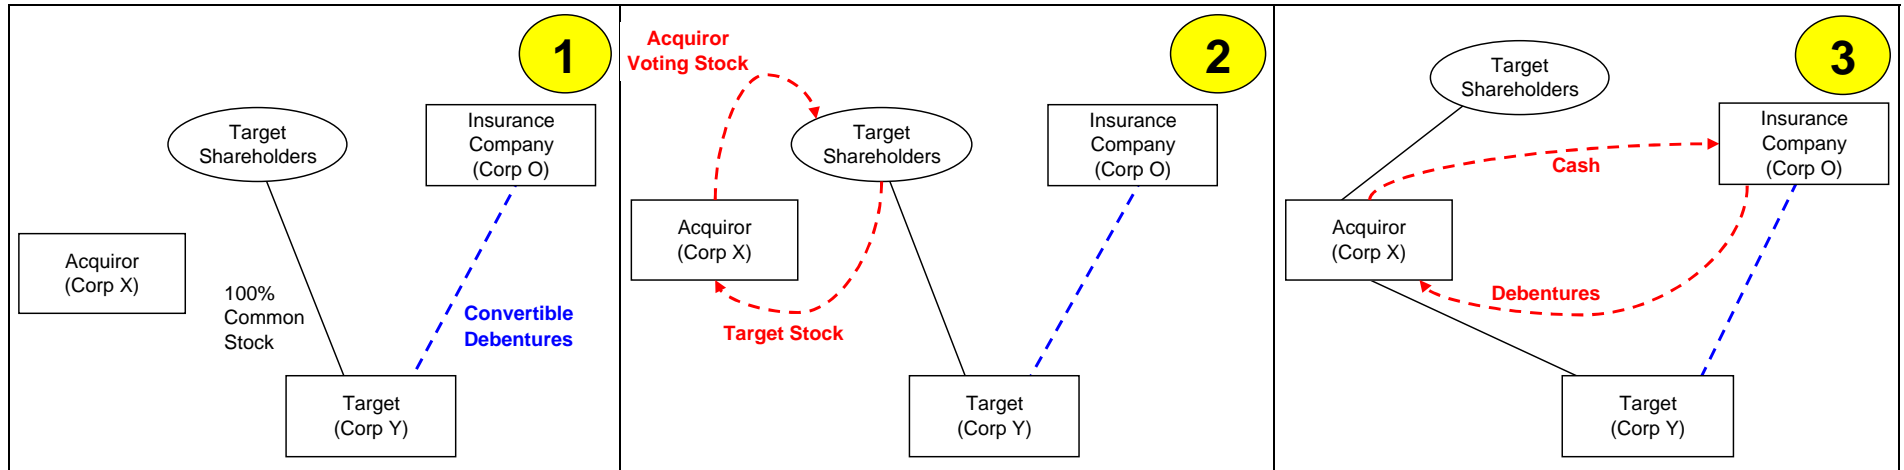 1
Target
Shareholders
Insurance
Company
(Corp O)
Acquiror
(Corp X)
100%
Common
Stock
Convertible
Debentures
Target
(Corp Y)
2
Acquiror
Voting Stock
Target
Shareholders
Insurance
Company
(Corp O)
Acquiror
(Corp X)
Target Stock
Target
(Corp Y)
3
Target
Shareholders
Insurance
Company
(Corp O)
Cash
Acquiror
(Corp X)
Debentures
Target
(Corp Y)